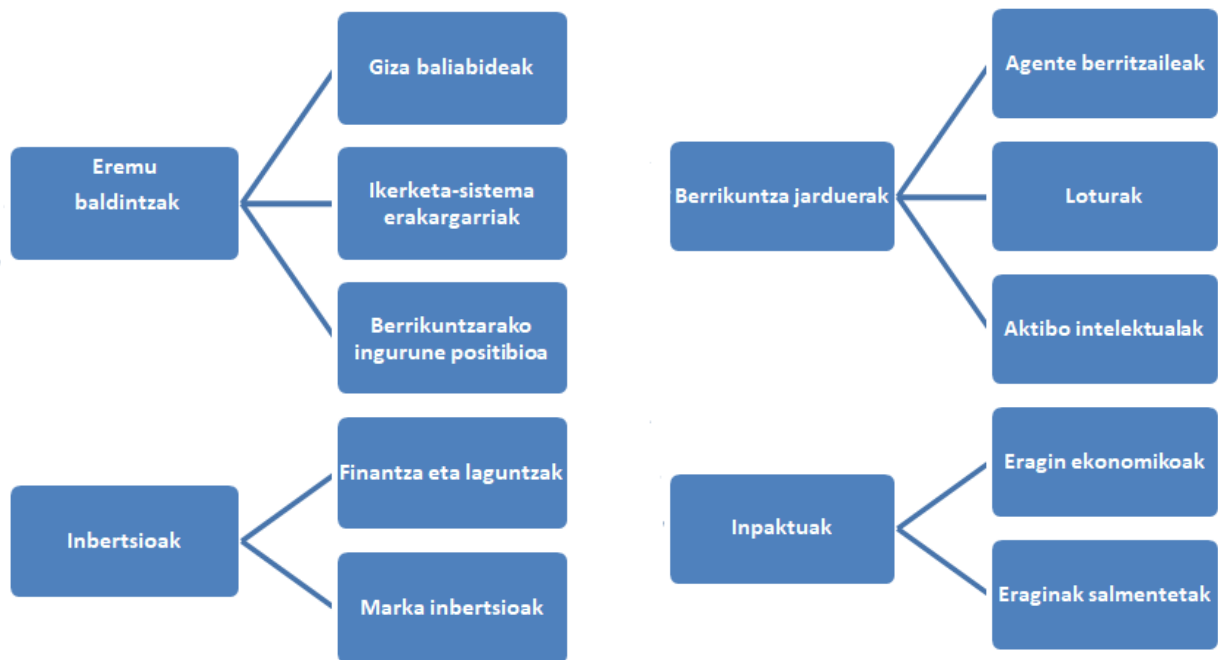 Eremu
baldintzak
Giza baliabideak
Ikerketa-sistema
erakargarriak
Berrikuntzarako
ingurune positibioa
Inbertsioak
Finantza eta laguntzak
Marka inbertsioak
Berrikuntza jarduerak
Agente berritzaileak
Loturak
Aktibo intelektualak
Inpaktuak
Eragin ekonomikoak
Eraginak salmentetak